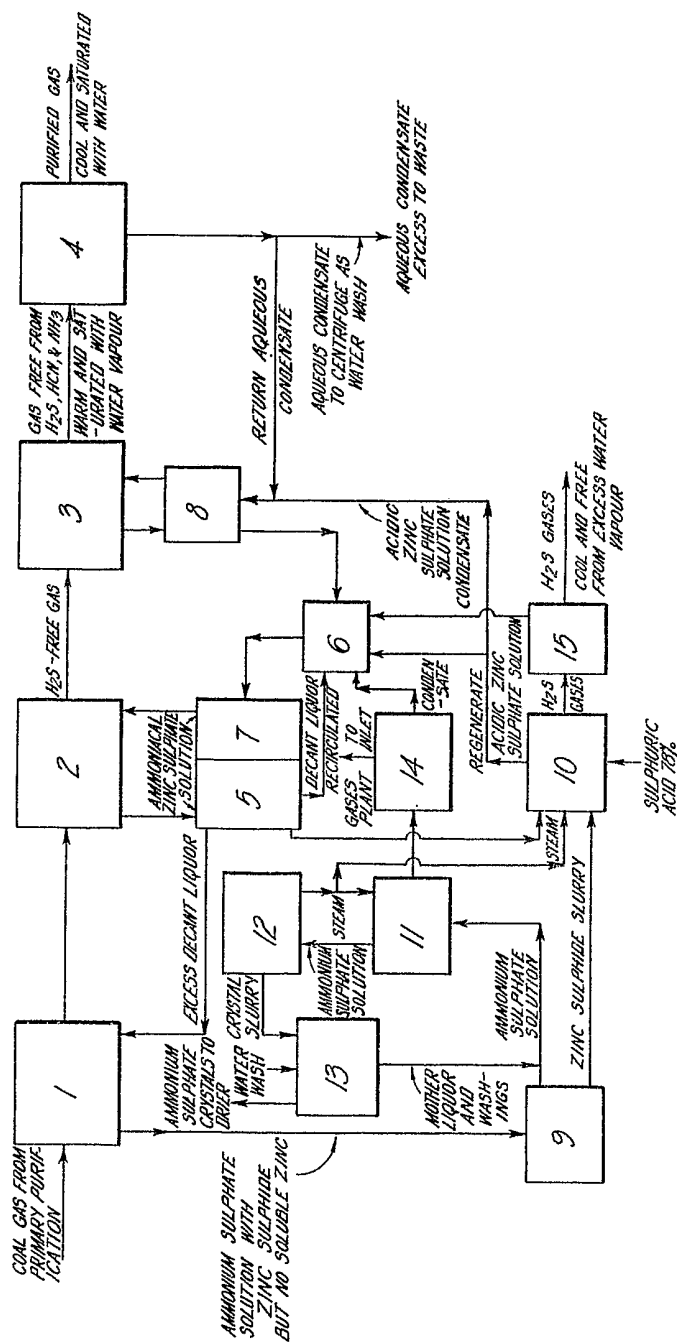 COAL GAS FROM
PRIMARY PURIF-
ICATION
1
2
H₂S-FREE GAS
3
GAS FREE FROM
H₂S, HCN, & NH₃
WARM AND SAT
-URATED WITH
WATER VAPOUR
4
PURIFIED GAS
COOL AND SATURATED
WITH WATER
EXCESS DECANT LIQUOR
AMMONIACAL
ZINC SULPHATE
SOLUTION
5
7
DECANT LIQUOR
RECIRCULATED
6
8
RETURN AQUEOUS
CONDENSATE
AQUEOUS CONDENSATE
TO CENTRIFUGE AS
WATER WASH
AQUEOUS CONDENSATE
EXCESS TO WASTE
AMMONIUM
SULPHATE
CRYSTALS TO
DRIER
WATER
WASH
CRYSTAL
SLURRY
12
13
AMMONIUM
SULPHATE
SOLUTION
STEAM
11
GASES TO
PLANT INLET
14
CONDEN
-SATE
REGENERATE
ACIDIC ZINC
SULPHATE SOLUTION
ACIDIC
ZINC
SULPHATE
SOLUTION
CONDENSATE
AMMONIUM SULPHATE
SOLUTION WITH
ZINC SULPHIDE
BUT NO SOLUBLE ZINC
MOTHER
LIQUOR
AND
WASH-
INGS
9
AMMONIUM
SULPHATE
SOLUTION
ZINC SULPHIDE SLURRY
STEAM
10
SULPHURIC
ACID 78%
H₂S
GASES
15
H₂S GASES
COOL AND FREE
FROM EXCESS WATER
VAPOUR